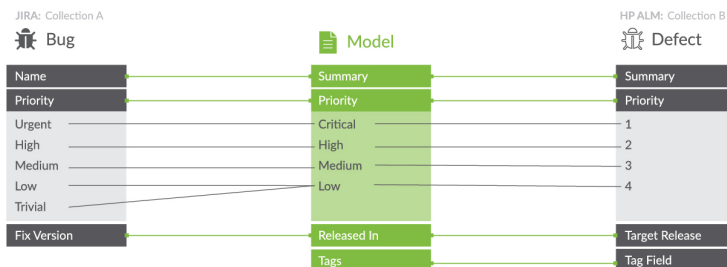 JIRA: Collection A
Bug
Name
Priority
Urgent
High
Medium
Low
Trivial
Fix Version
Model
Summary
Priority
Critical
High
Medium
Low
Released In
Tags
HP ALM: Collection B
Defect
Summary
Priority
1
2
3
4
Target Release
Tag Field